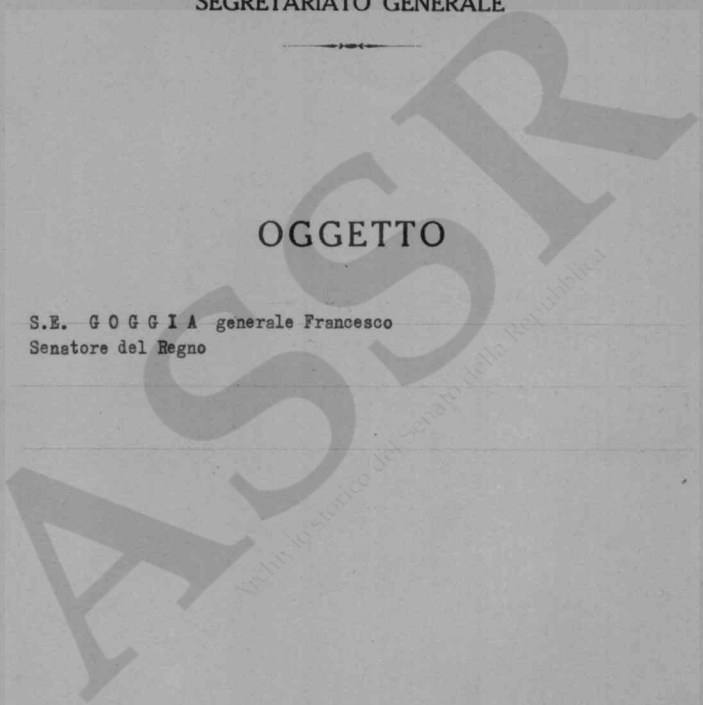 SEGRETARIATO GENERALE
OGGETTO
S.E. G O G G I A generale Francesco
Senatore del Regno
ASSR
Archivio storico del Senato della Repubblica